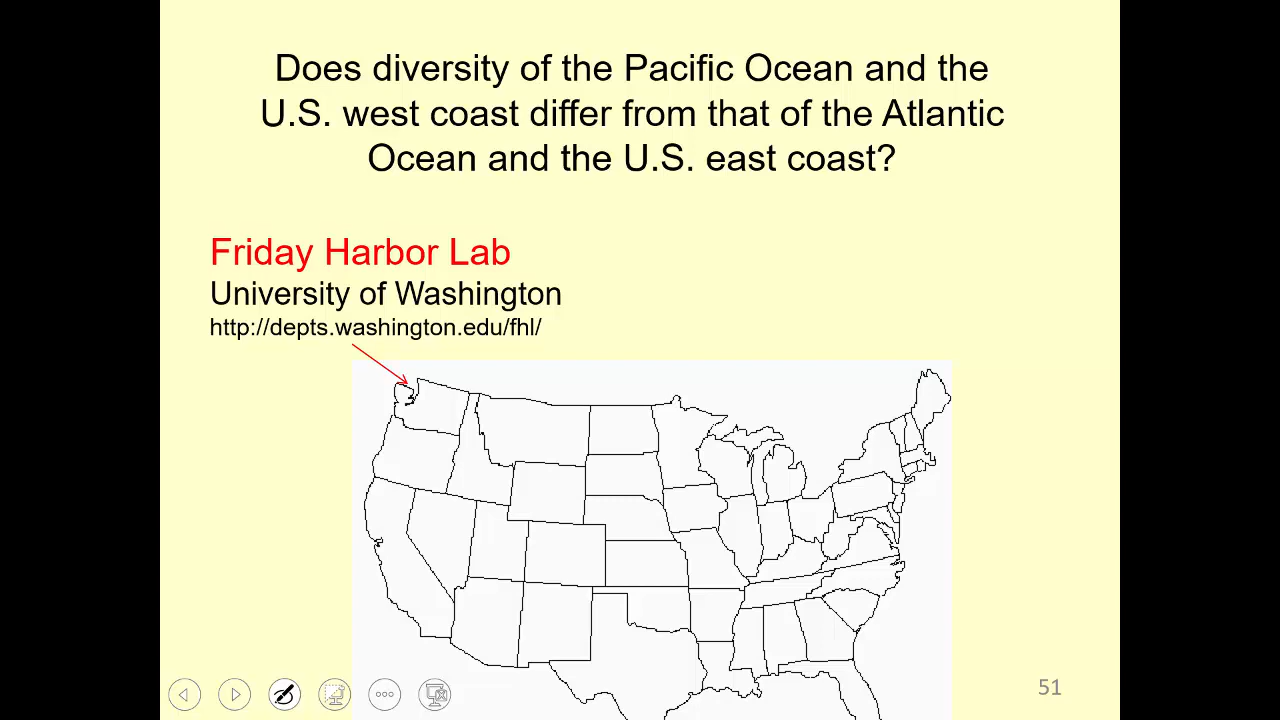 Does diversity of the Pacific Ocean and the
U.S. west coast differ from that of the Atlantic
Ocean and the U.S. east coast?
Friday Harbor Lab
University of Washington
http://depts.washington.edu/fhl/
51